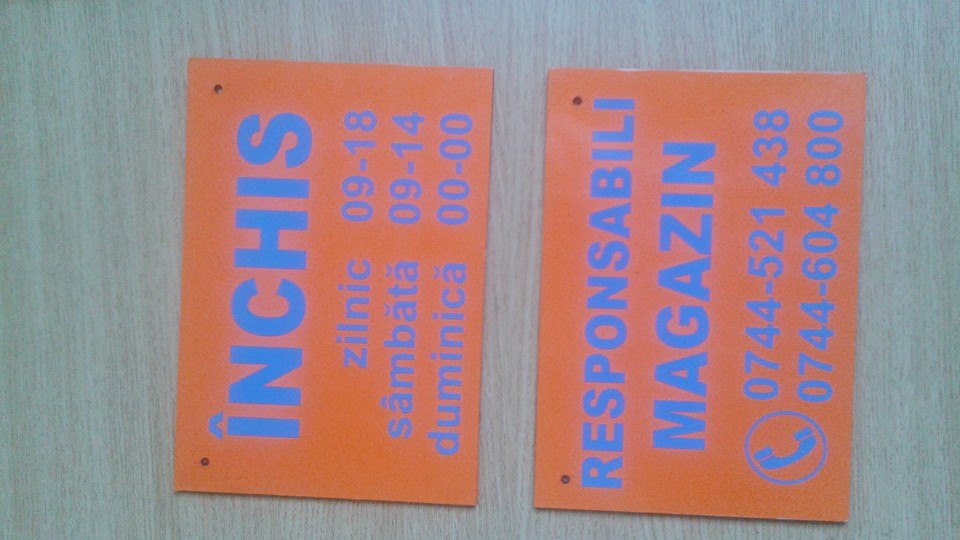 ÎNCHIS
zilnic 09-18
sâmbătă 09-14
duminică 00-00
RESPONSABILI
MAGAZIN
0744-521 438
0744-604 800